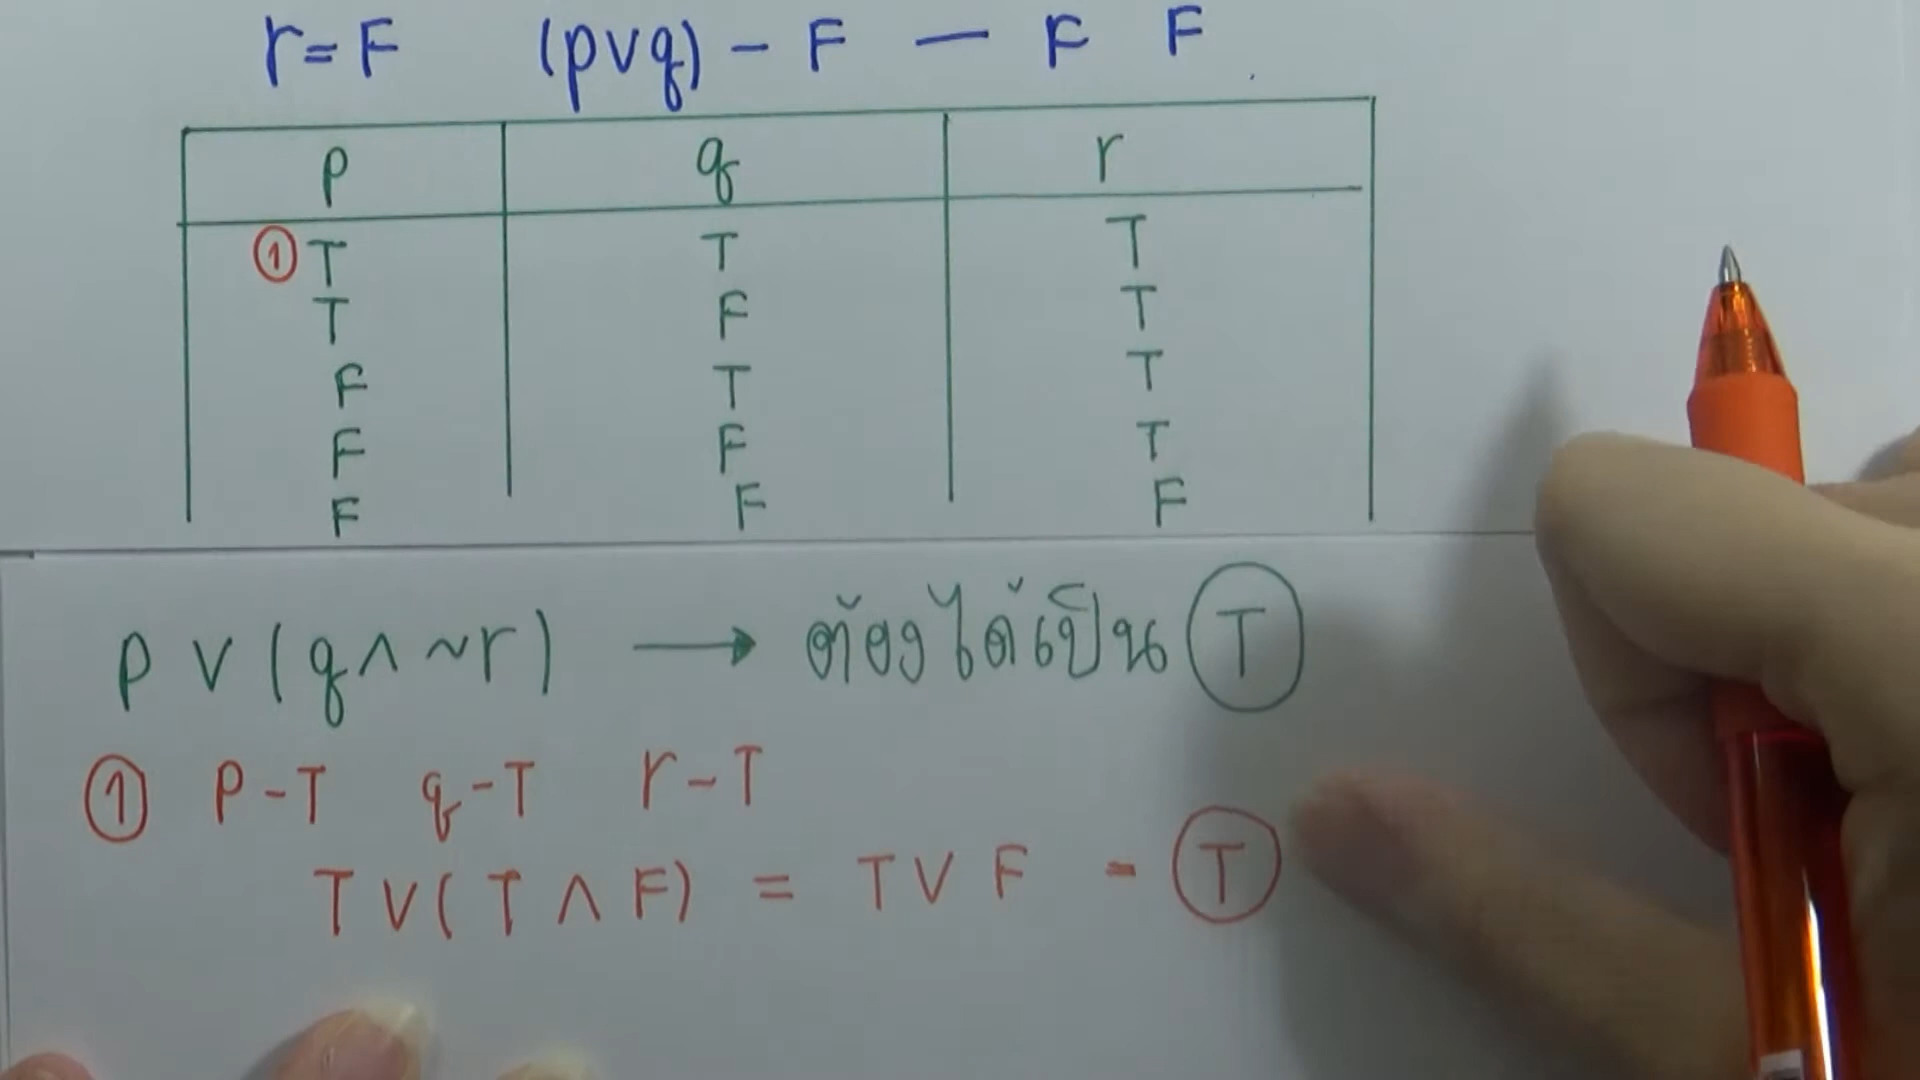 r = F (p∨q) - F — F F
p q r
① T T T
T F T
F T T
F F T
F F F
p ∨ (q ∧ ~r) ⟶ ต้องได้เป็น Ⓣ
① P-T q-T r-T
T ∨ (T ∧ F) = T ∨ F - Ⓣ